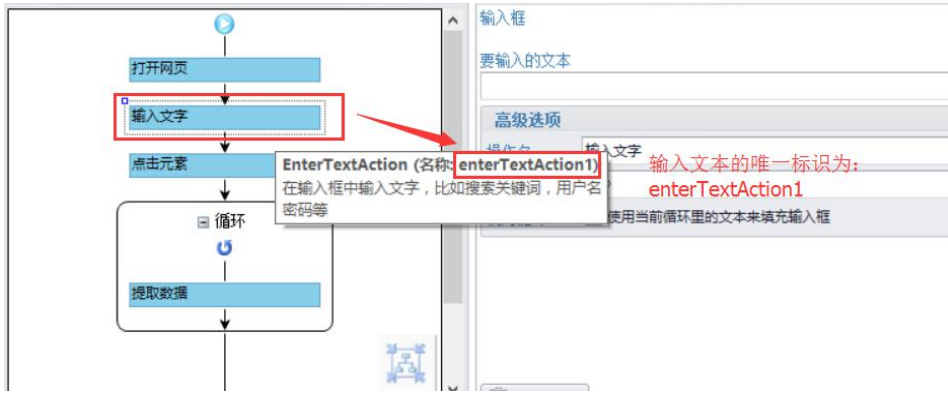 打开网页
输入文字
点击元素
循环
提取数据
输入框
要输入的文本
高级选项
操作名
输入文字
EnterTextAction (名称: enterTextAction1)
在输入框中输入文字，比如搜索关键词，用户名
密码等
输入文本的唯一标识为：
enterTextAction1
使用当前循环里的文本来填充输入框